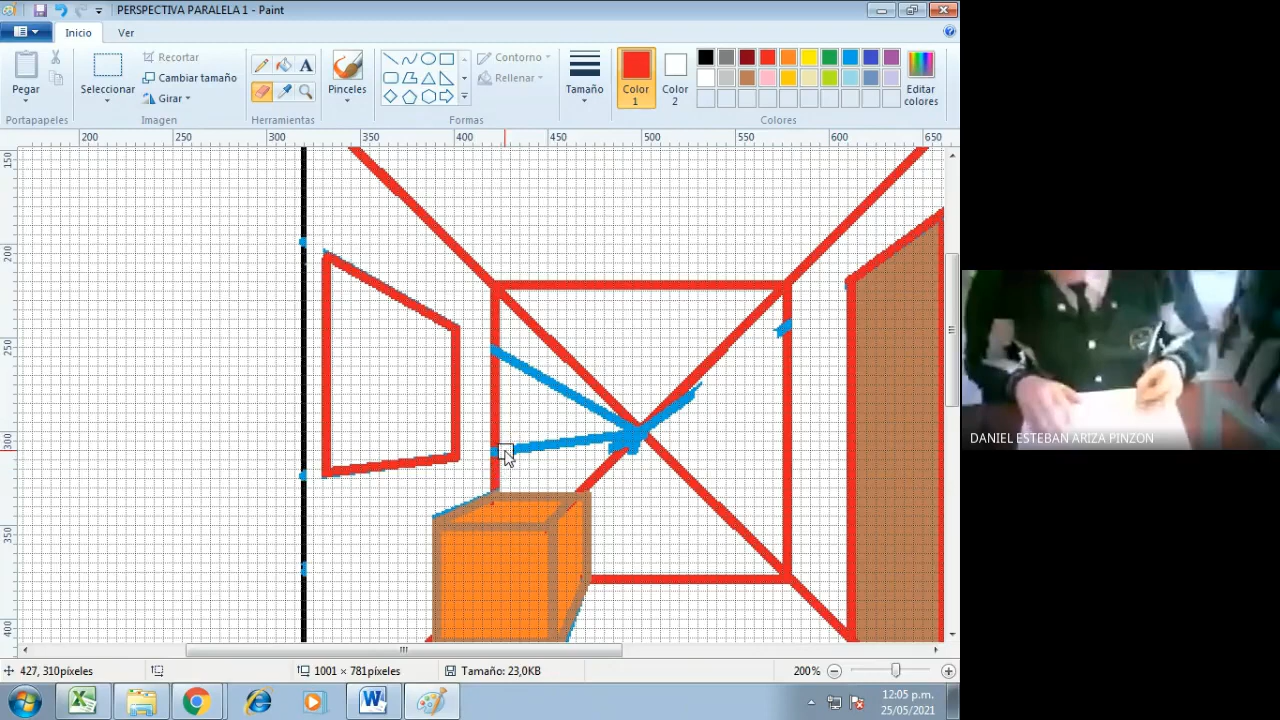 PERSPECTIVA PARALELA 1 - Paint
Inicio
Ver
Pegar
Seleccionar
Recortar
Cambiar tamaño
Girar
A
Pinceles
Contorno
Rellenar
Tamaño
Color 1
Color 2
Editar colores
Portapapeles
Imagen
Herramientas
Formas
Colores
200
250
300
350
400
450
500
550
600
650
150
200
250
300
350
400
DANIEL ESTEBAN ARIZA PINZON
427, 310píxeles
1001 × 781píxeles
Tamaño: 23,0KB
200%
12:05 p.m.
25/05/2021